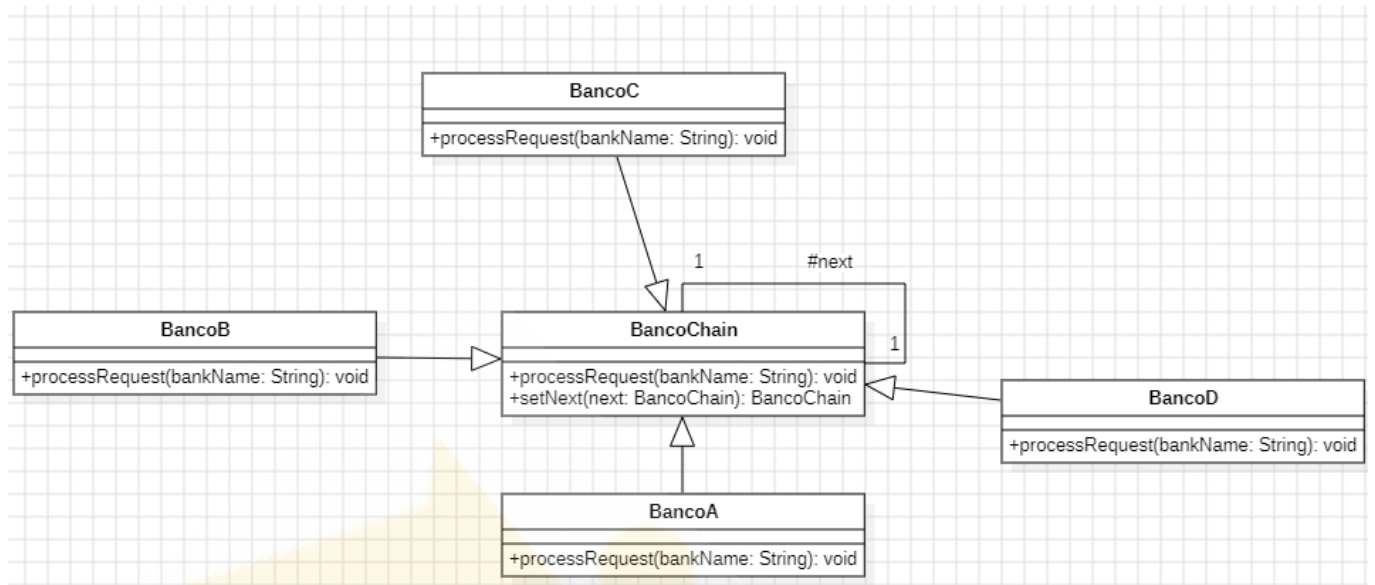 BancoC
+processRequest(bankName: String): void
1
#next
BancoB
+processRequest(bankName: String): void
BancoChain
+processRequest(bankName: String): void
+setNext(next: BancoChain): BancoChain
1
BancoD
+processRequest(bankName: String): void
BancoA
+processRequest(bankName: String): void